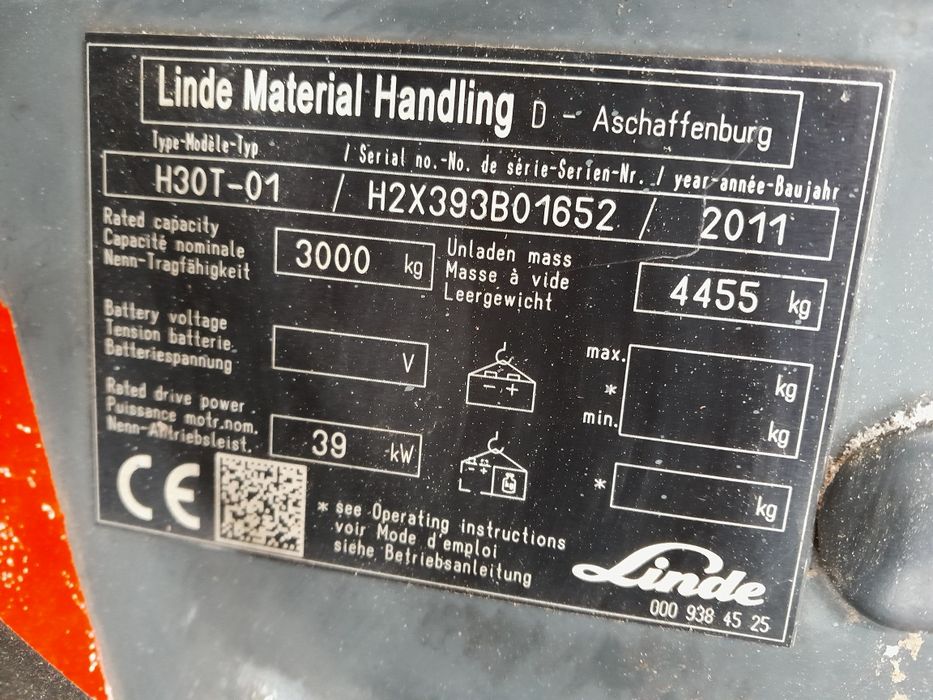 Linde Material Handling D - Aschaffenburg
Type-Modèle-Typ / Serial no.-No. de série-Serien-Nr. / year-année-Baujahr
H30T-01 / H2X393B01652 / 2011
Rated capacity
Capacité nominale
Nenn-Tragfähigkeit
3000 kg
Unladen mass
Masse à vide
Leergewicht
4455 kg
Battery voltage
Tension batterie
Batteriespannung
V
max. kg
*
min. kg
Rated drive power
Puissance motr.nom.
Nenn-Antriebsleist.
39 kW
- +
- +
kg
* kg
CE
* see Operating instructions
voir Mode d'emploi
siehe Betriebsanleitung
Linde
000 938 45 25